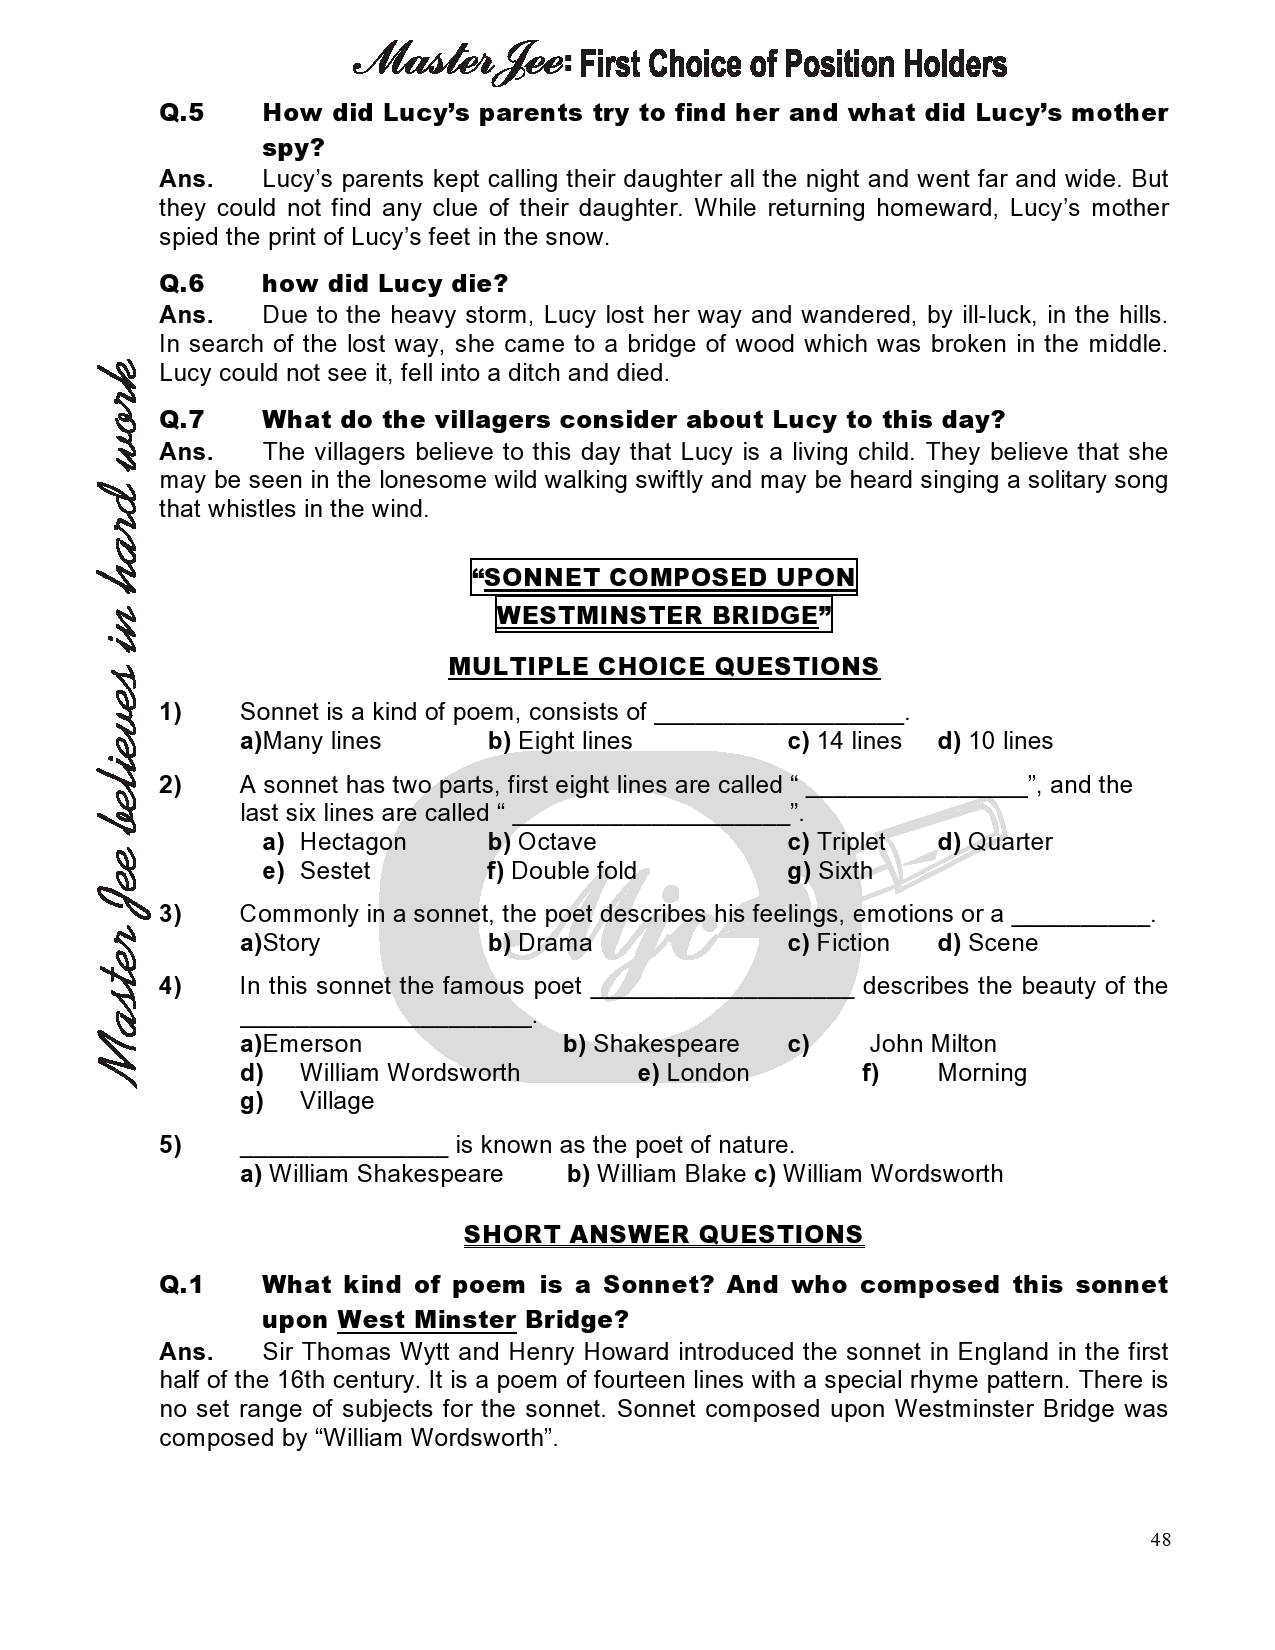 Master Jee: First Choice of Position Holders
Q.5 How did Lucy’s parents try to find her and what did Lucy’s mother
spy?
Ans. Lucy’s parents kept calling their daughter all the night and went far and wide. But
they could not find any clue of their daughter. While returning homeward, Lucy’s mother
spied the print of Lucy’s feet in the snow.
Q.6 how did Lucy die?
Ans. Due to the heavy storm, Lucy lost her way and wandered, by ill-luck, in the hills.
In search of the lost way, she came to a bridge of wood which was broken in the middle.
Lucy could not see it, fell into a ditch and died.
Q.7 What do the villagers consider about Lucy to this day?
Ans. The villagers believe to this day that Lucy is a living child. They believe that she
may be seen in the lonesome wild walking swiftly and may be heard singing a solitary song
that whistles in the wind.
Master Jee believes in hard work
“SONNET COMPOSED UPON
WESTMINSTER BRIDGE”
MULTIPLE CHOICE QUESTIONS
1) Sonnet is a kind of poem, consists of __________________.
a)Many lines b) Eight lines c) 14 lines d) 10 lines
2) A sonnet has two parts, first eight lines are called “ ________________”, and the
last six lines are called “ ____________________”.
a) Hectagon b) Octave c) Triplet d) Quarter
e) Sestet f) Double fold g) Sixth
Mjc
3) Commonly in a sonnet, the poet describes his feelings, emotions or a __________.
a)Story b) Drama c) Fiction d) Scene
4) In this sonnet the famous poet ___________________ describes the beauty of the
_____________________.
a)Emerson b) Shakespeare c) John Milton
d) William Wordsworth e) London f) Morning
g) Village
5) _______________ is known as the poet of nature.
a) William Shakespeare b) William Blake c) William Wordsworth
SHORT ANSWER QUESTIONS
Q.1 What kind of poem is a Sonnet? And who composed this sonnet
upon West Minster Bridge?
Ans. Sir Thomas Wytt and Henry Howard introduced the sonnet in England in the first
half of the 16th century. It is a poem of fourteen lines with a special rhyme pattern. There is
no set range of subjects for the sonnet. Sonnet composed upon Westminster Bridge was
composed by “William Wordsworth”.
48